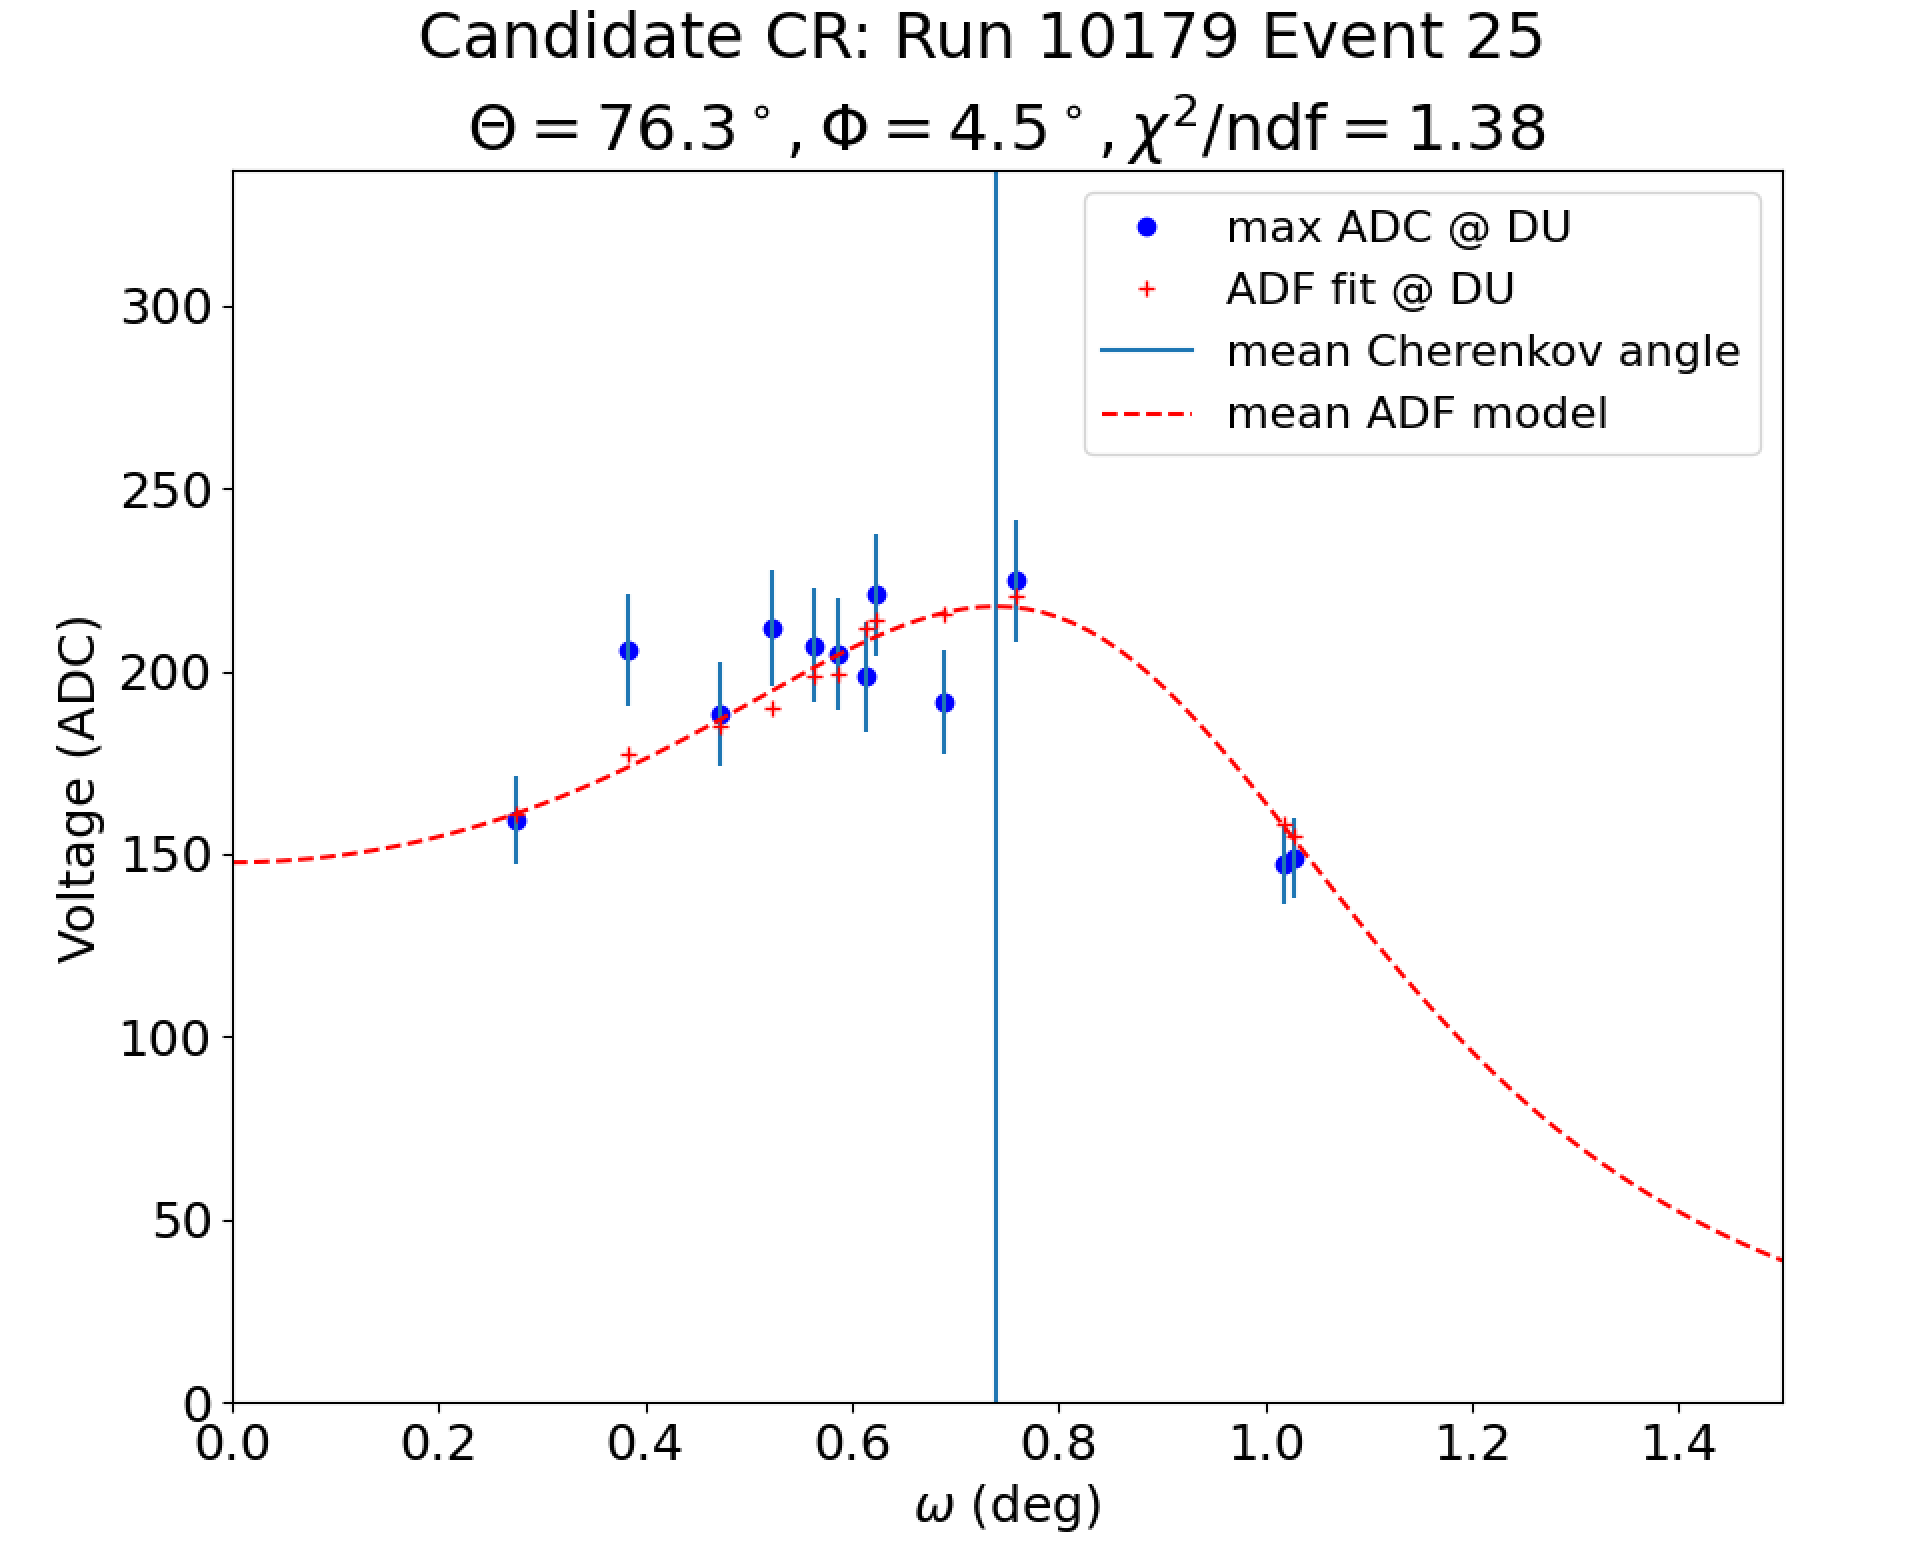 Candidate CR: Run 10179 Event 25
Θ = 76.3°, Φ = 4.5°, χ²/ndf = 1.38
max ADC @ DU
ADF fit @ DU
mean Cherenkov angle
mean ADF model
Voltage (ADC)
300
250
200
150
100
50
0
0.0 0.2 0.4 0.6 0.8 1.0 1.2 1.4
ω (deg)